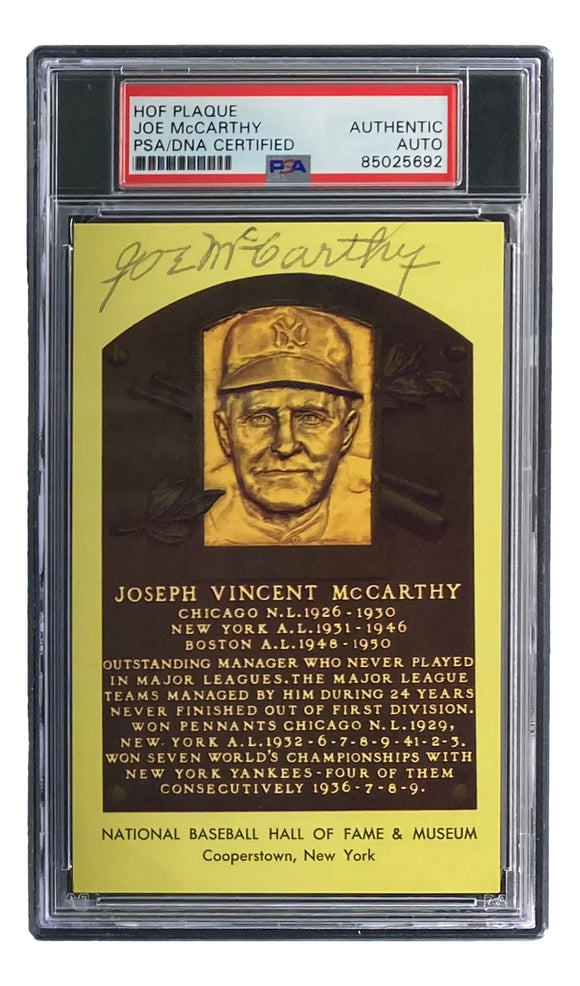 HOF PLAQUE
JOE McCARTHY AUTHENTIC
PSA/DNA CERTIFIED AUTO
PSA 85025692
Joe McCarthy
NY
JOSEPH VINCENT McCARTHY
CHICAGO N.L. 1926 - 1930
NEW YORK A.L. 1931 - 1946
BOSTON A.L. 1948 - 1950
OUTSTANDING MANAGER WHO NEVER PLAYED
IN MAJOR LEAGUES. THE MAJOR LEAGUE
TEAMS MANAGED BY HIM DURING 24 YEARS
NEVER FINISHED OUT OF FIRST DIVISION.
WON PENNANTS CHICAGO N.L. 1929,
NEW YORK A.L. 1932-6-7-8-9-41-2-3.
WON SEVEN WORLD'S CHAMPIONSHIPS WITH
NEW YORK YANKEES-FOUR OF THEM
CONSECUTIVELY 1936-7-8-9.
NATIONAL BASEBALL HALL OF FAME & MUSEUM
Cooperstown, New York